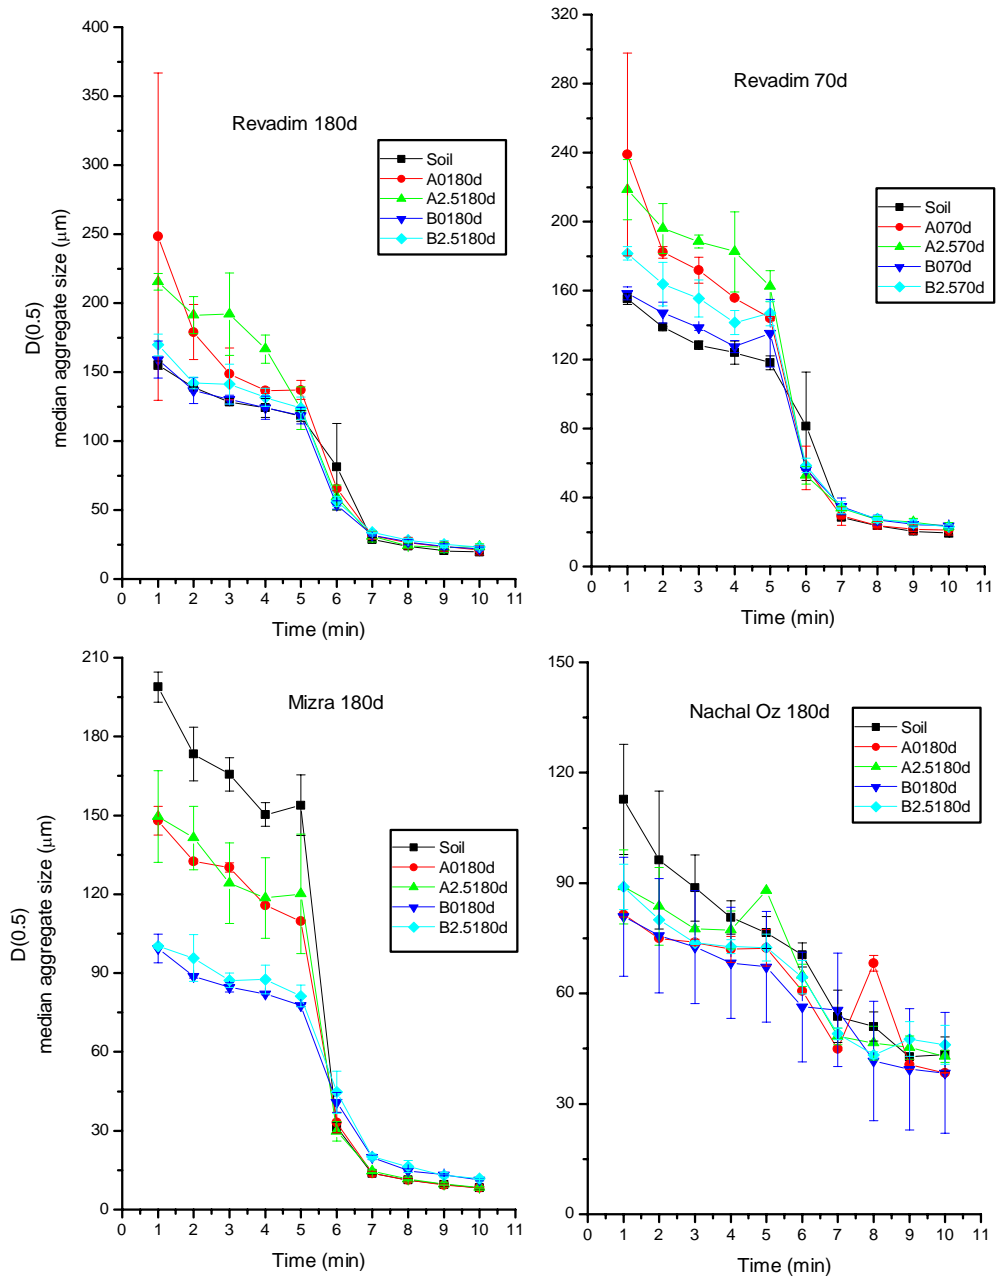 400
350
300
250
200
150
100
50
0
D(0.5)
median aggregate size (μm)
Revadim 180d
Soil
A0180d
A2.5180d
B0180d
B2.5180d
0 1 2 3 4 5 6 7 8 9 10 11
Time (min)
320
280
240
200
160
120
80
40
0
Revadim 70d
Soil
A070d
A2.570d
B070d
B2.570d
0 1 2 3 4 5 6 7 8 9 10 11
Time (min)
210
180
150
120
90
60
30
0
D(0.5)
median aggregate size (μm)
Mizra 180d
Soil
A0180d
A2.5180d
B0180d
B2.5180d
0 1 2 3 4 5 6 7 8 9 10 11
Time (min)
150
120
90
60
30
0
Nachal Oz 180d
Soil
A0180d
A2.5180d
B0180d
B2.5180d
0 1 2 3 4 5 6 7 8 9 10 11
Time (min)